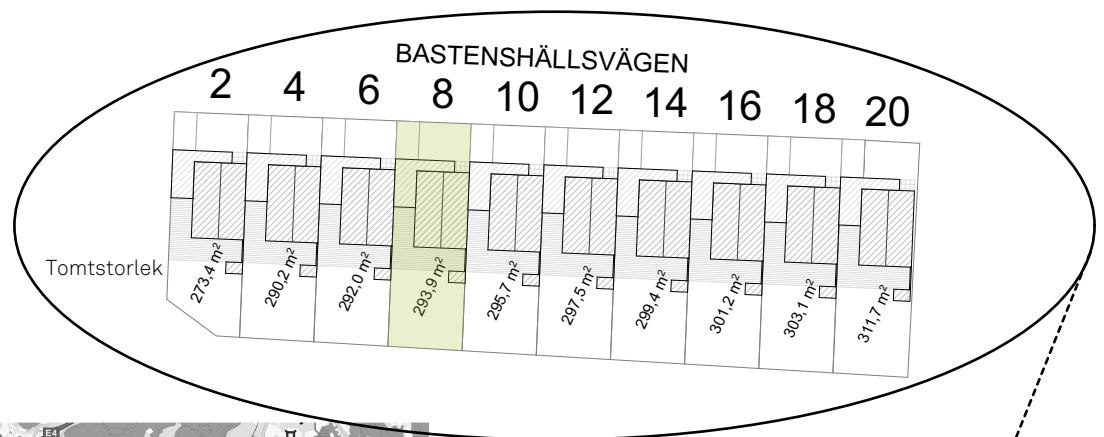 BASTENSHÄLLSVÄGEN
2 4 6 8 10 12 14 16 18 20
Tomtstorlek
273,4 m²
290,2 m²
292,0 m²
293,9 m²
295,7 m²
297,5 m²
299,4 m²
301,2 m²
303,1 m²
311,7 m²
E4